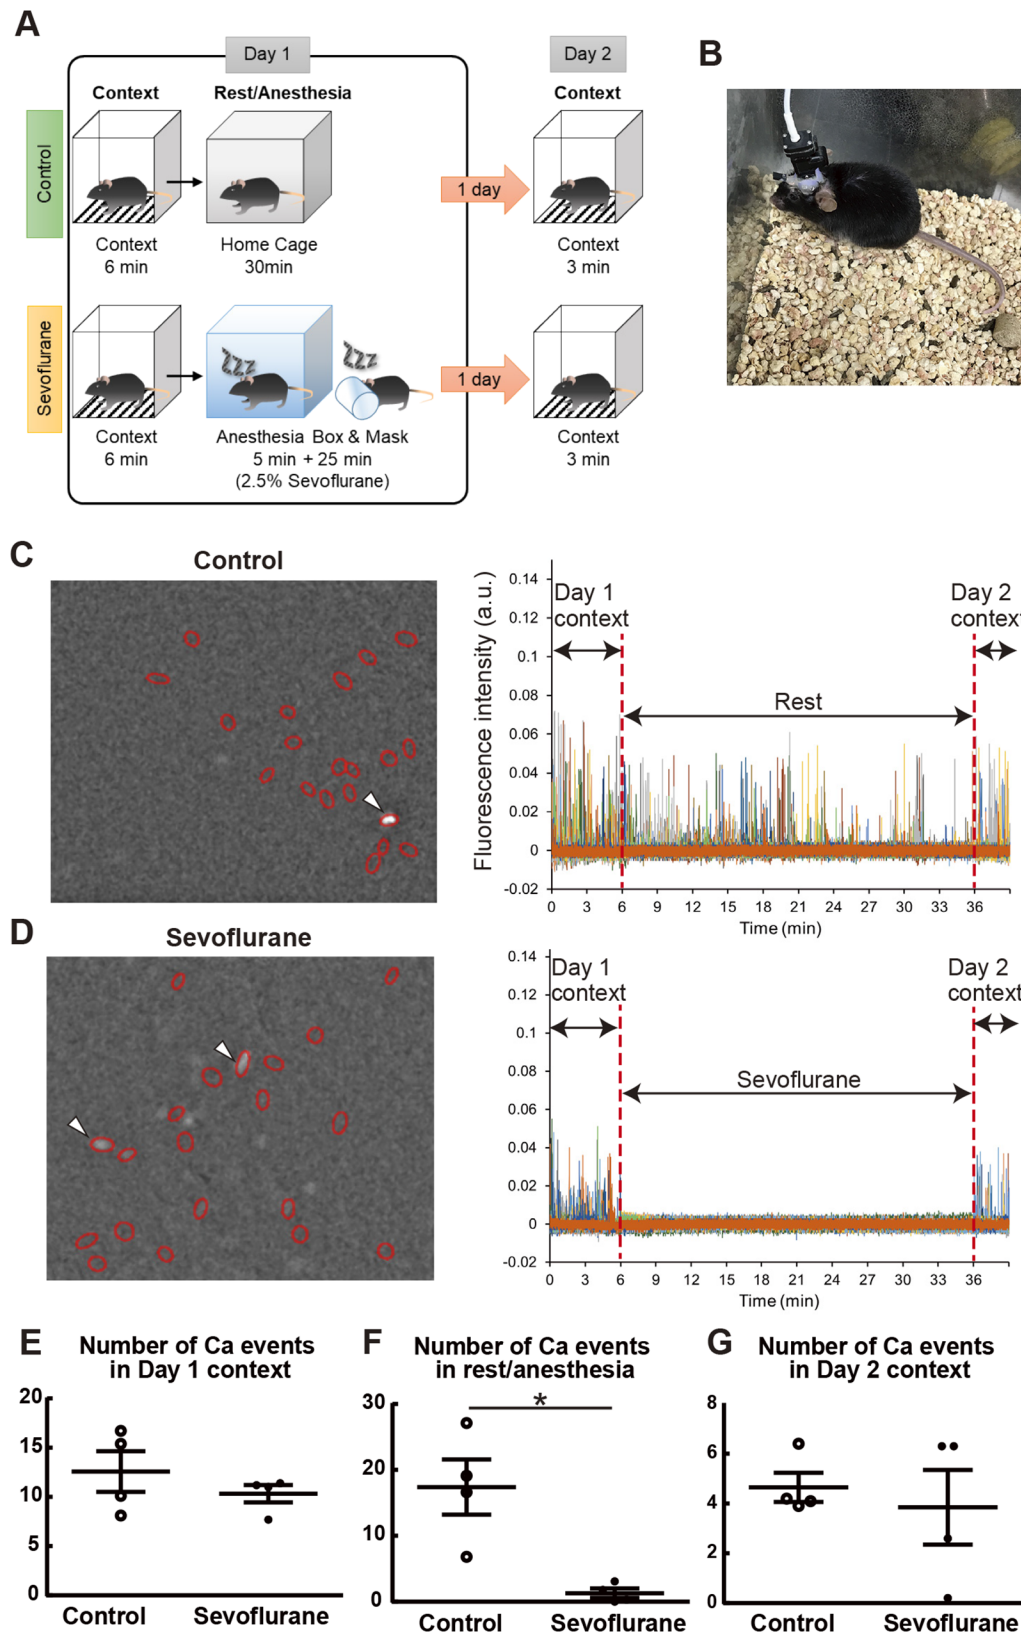 A
Day 1
Day 2
B
Context
Rest/Anesthesia
Context
Control
1 day
Context
6 min
Home Cage
30min
Context
3 min
Sevoflurane
ZZZ
ZZZ
1 day
Context
6 min
Anesthesia Box & Mask
5 min + 25 min
(2.5% Sevoflurane)
Context
3 min
C
Control
Fluorescence intensity (a.u.)
0.14
0.12
0.1
0.08
0.06
0.04
0.02
0
-0.02
Day 1
context
Day 2
context
Rest
0 3 6 9 12 15 18 21 24 27 30 33 36
Time (min)
D
Sevoflurane
0.14
0.12
0.1
0.08
0.06
0.04
0.02
0
-0.02
Day 1
context
Day 2
context
Sevoflurane
0 3 6 9 12 15 18 21 24 27 30 33 36
Time (min)
E
Number of Ca events
in Day 1 context
20
15
10
5
0
Control Sevoflurane
F
Number of Ca events
in rest/anesthesia
30
20
10
0
*
Control Sevoflurane
G
Number of Ca events
in Day 2 context
8
6
4
2
0
Control Sevoflurane